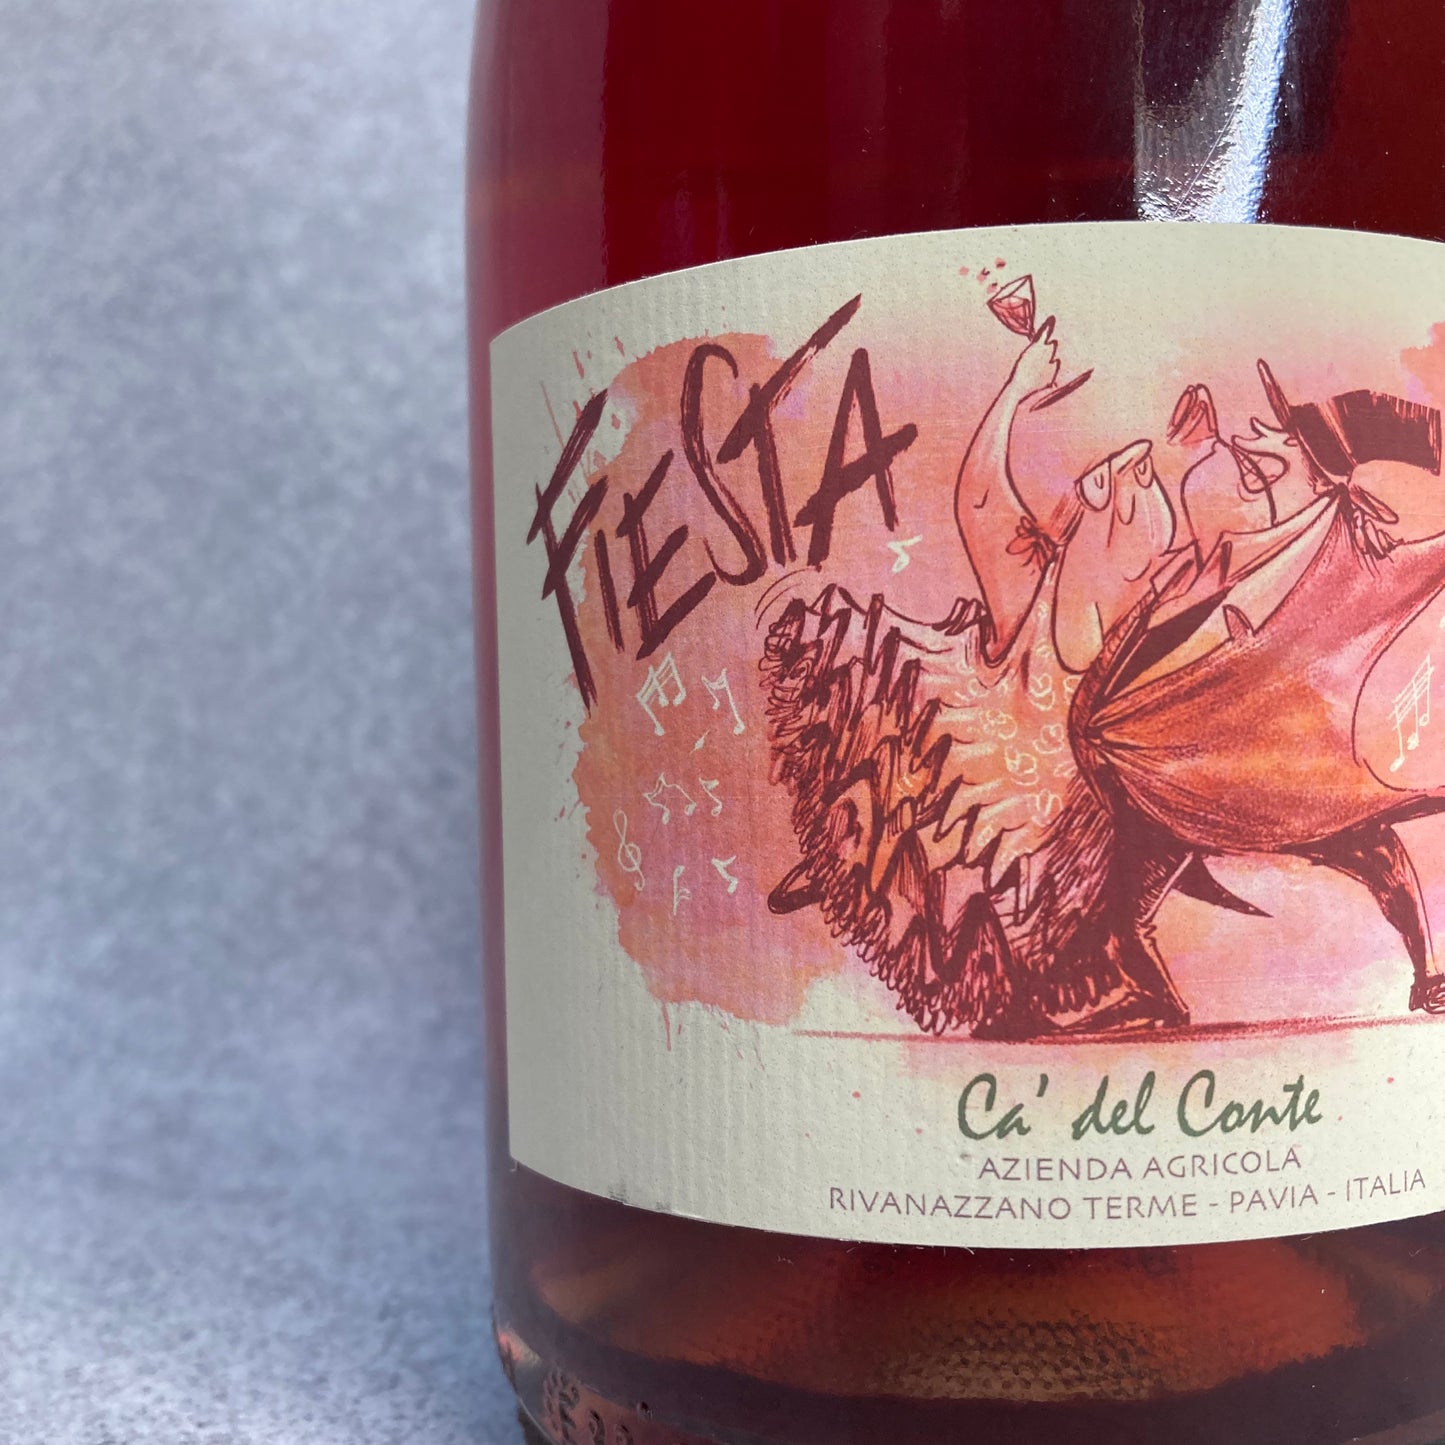 FIESTA
Ca' del Conte
AZIENDA AGRICOLA
RIVANAZZANO TERME - PAVIA - ITALIA